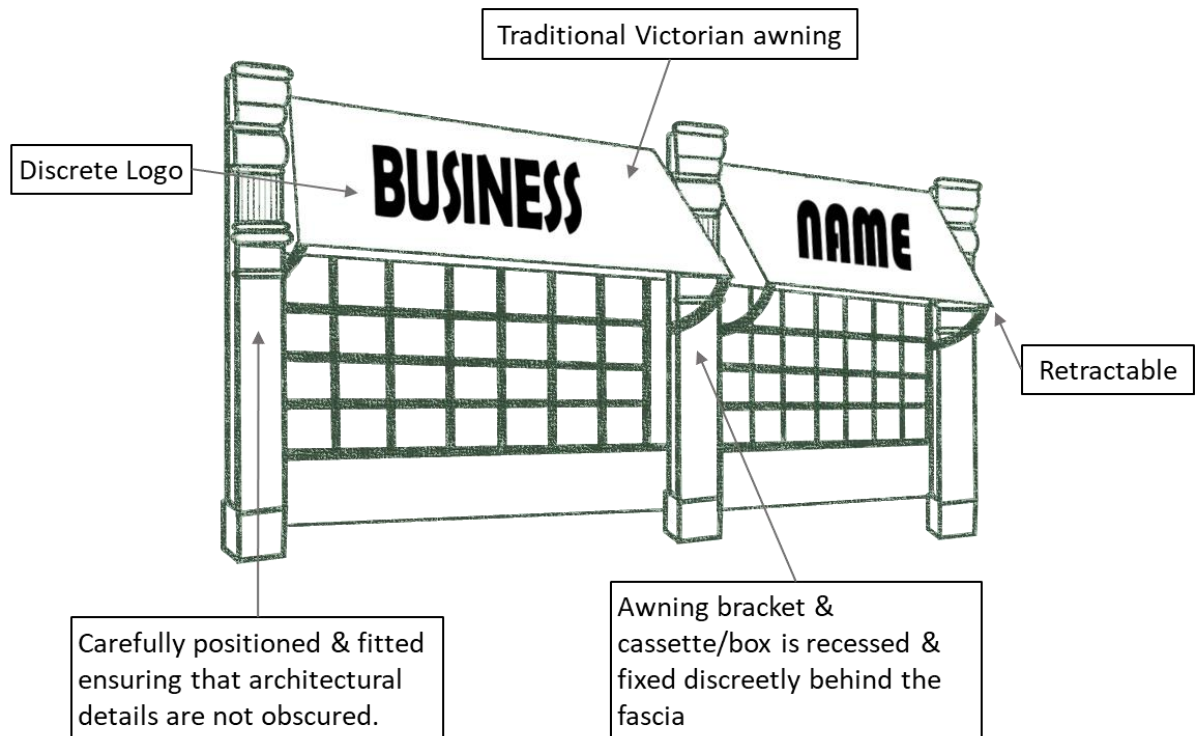 Traditional Victorian awning
Discrete Logo
BUSINESS
NAME
Retractable
Carefully positioned & fitted
ensuring that architectural
details are not obscured.
Awning bracket &
cassette/box is recessed &
fixed discreetly behind the
fascia